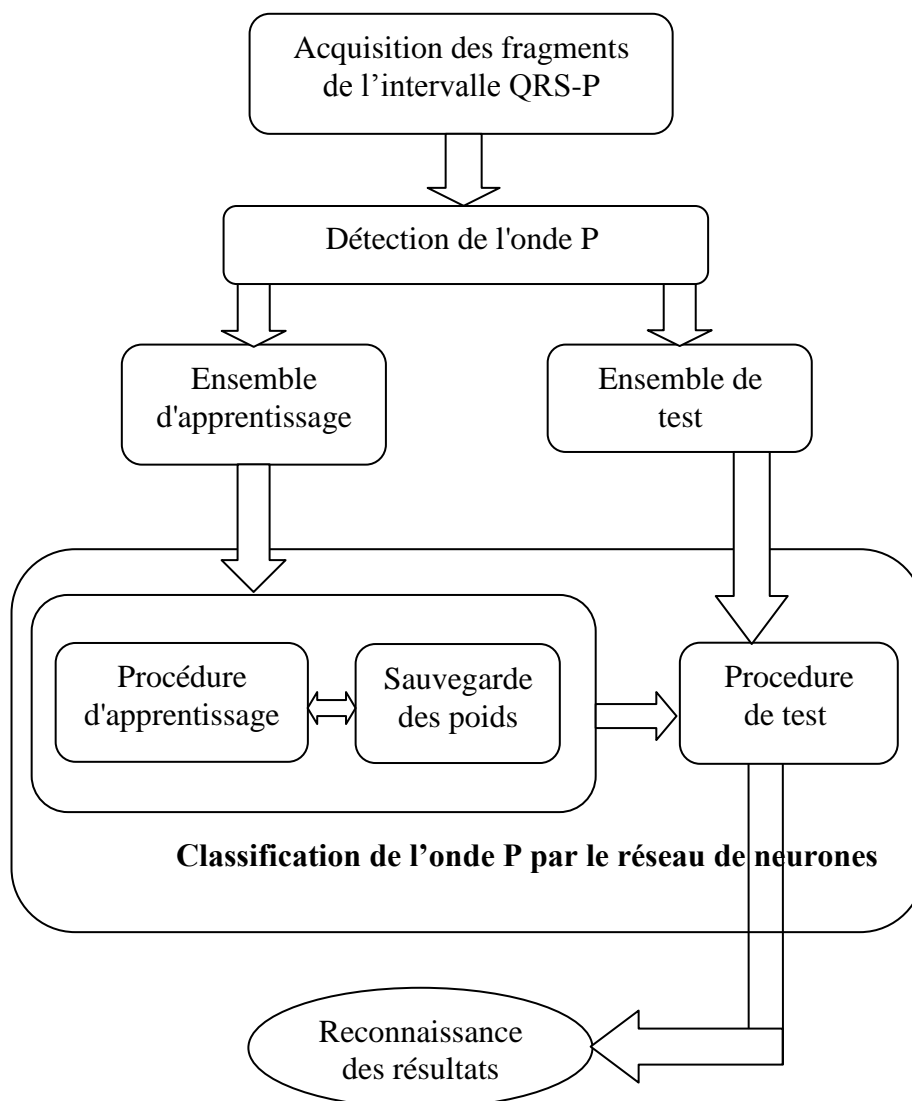 Acquisition des fragments
de l’intervalle QRS-P
Détection de l'onde P
Ensemble
d'apprentissage
Ensemble de
test
Procédure
d'apprentissage
Sauvegarde
des poids
Procedure
de test
Classification de l’onde P par le réseau de neurones
Reconnaissance
des résultats